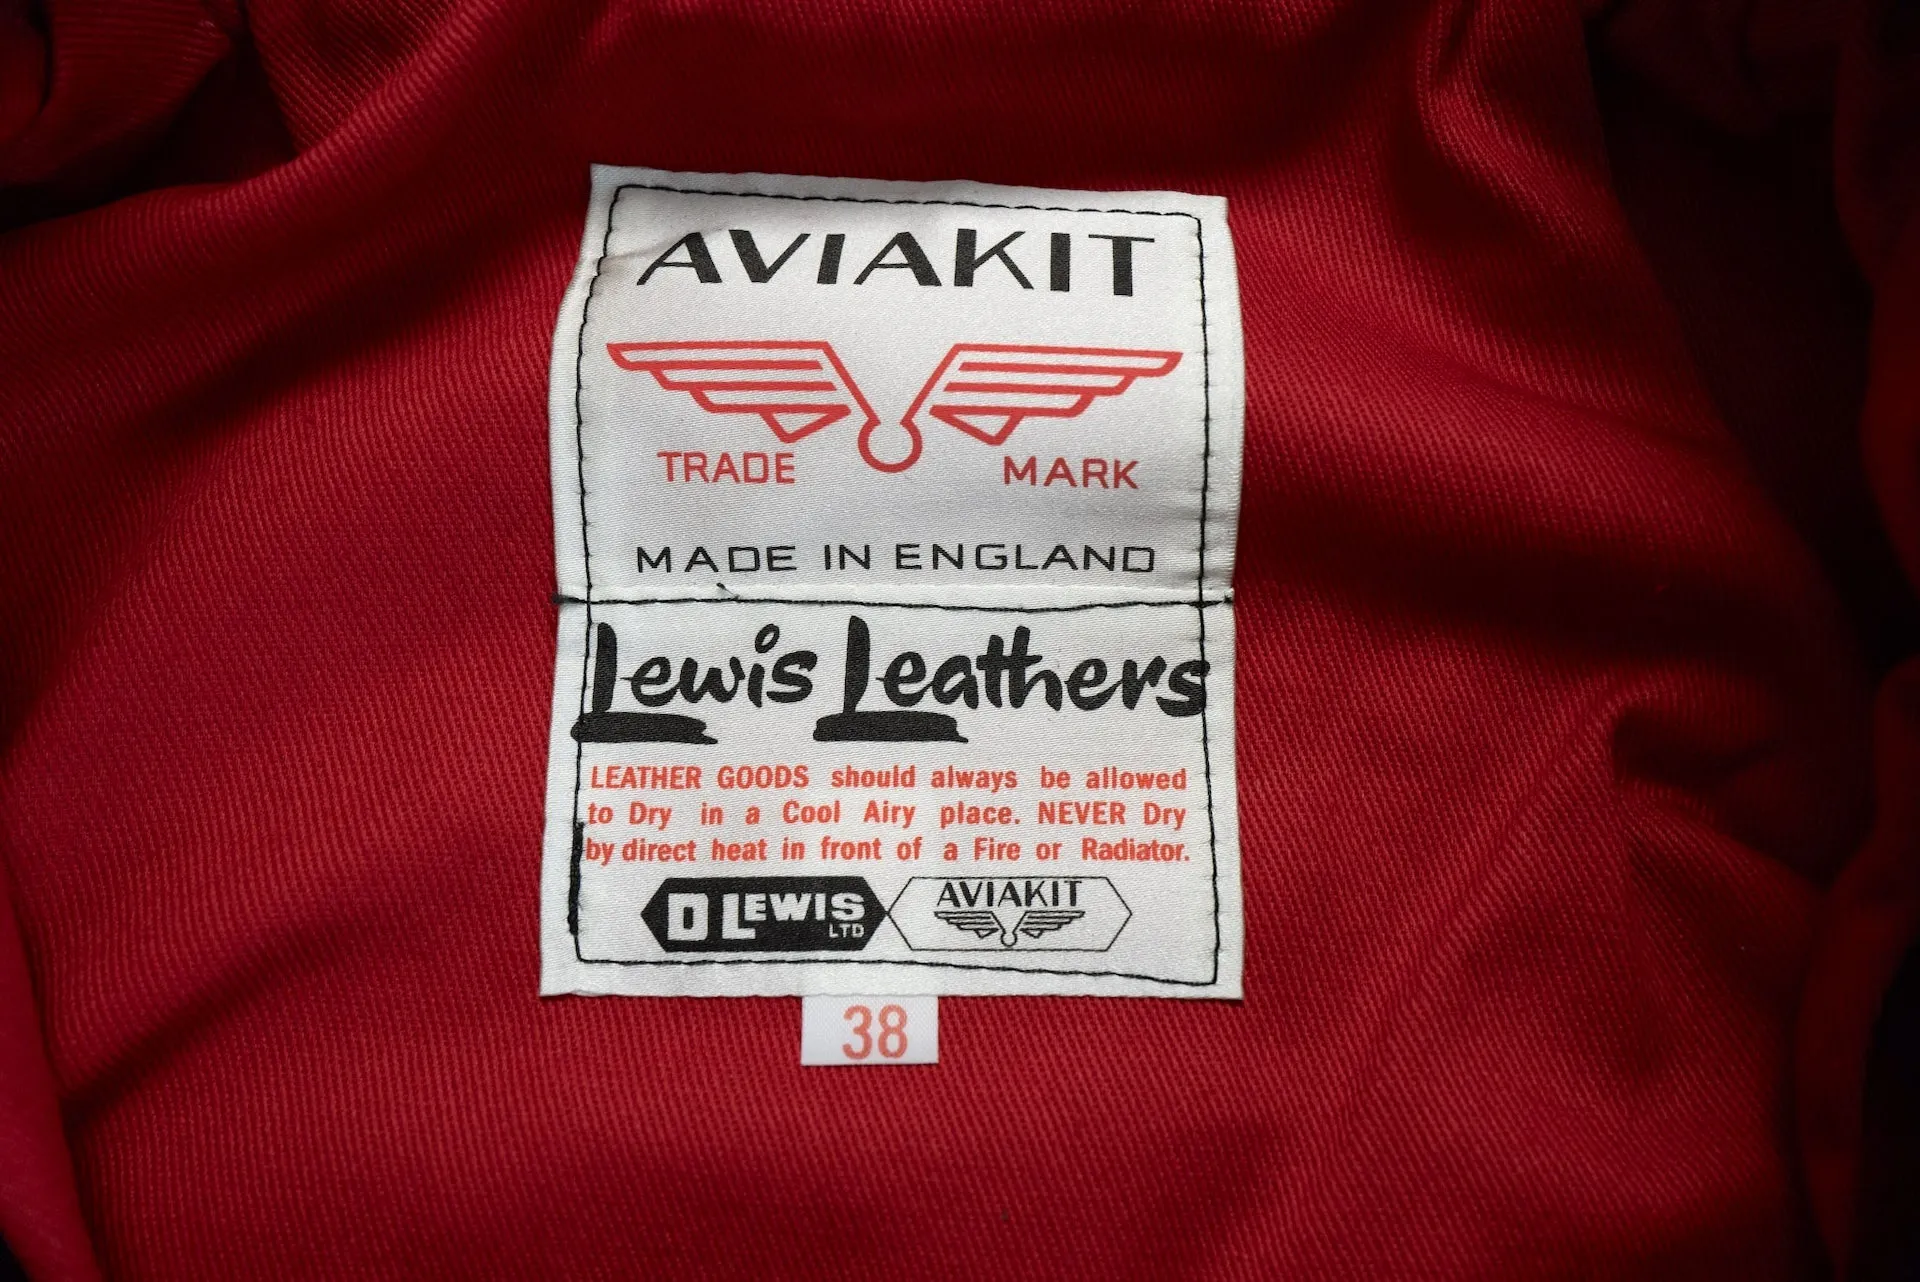 AVIAKIT
TRADE MARK
MADE IN ENGLAND
Lewis Leathers
LEATHER GOODS should always be allowed
to Dry in a Cool Airy place. NEVER Dry
by direct heat in front of a Fire or Radiator.
D LEWIS
LTD
AVIAKIT
38